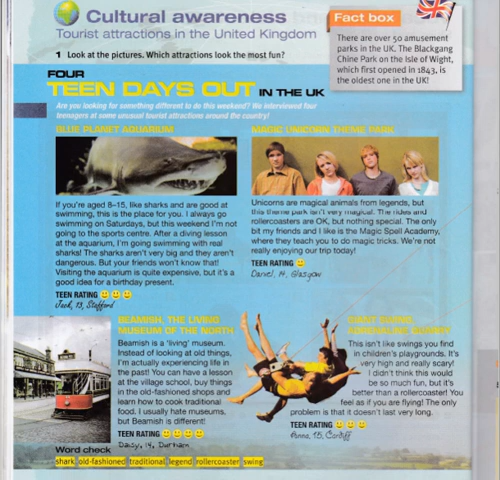 Cultural awareness
Tourist attractions in the United Kingdom
1 Look at the pictures. Which attractions look the most fun?
Fact box
There are over 50 amusement
parks in the UK. The Blackgang
Chine Park on the Isle of Wight,
which first opened in 1843, is
the oldest one in the UK!
FOUR
TEEN DAYS OUT IN THE UK
Are you looking for something different to do this weekend? We interviewed four
teenagers at some unusual tourist attractions around the country!
BLUE PLANET AQUARIUM
If you're aged 8–15, like sharks and are good at
swimming, this is the place for you. I always go
swimming on Saturdays, but this weekend I'm not
going to the sports centre. After a diving lesson
at the aquarium, I'm going swimming with real
sharks! The sharks aren't very big and they aren't
dangerous. But your friends won't know that!
Visiting the aquarium is quite expensive, but it's a
good idea for a birthday present.
TEEN RATING
Jack, 13, Stafford
MAGIC UNICORN THEME PARK
Unicorns are magical animals from legends, but
this theme park isn't very magical. The rides and
rollercoasters are OK, but nothing special. The only
bit my friends and I like is the Magic Spell Academy,
where they teach you to do magic tricks. We're not
really enjoying our trip today!
TEEN RATING
Daniel, 14, Glasgow
BEAMISH, THE LIVING
MUSEUM OF THE NORTH
Beamish is a 'living' museum.
Instead of looking at old things,
I'm actually experiencing life in
the past! You can have a lesson
at the village school, buy things
in the old-fashioned shops and
learn how to cook traditional
food. I usually hate museums,
but Beamish is different!
TEEN RATING
Daisy, 14, Durham
GIANT SWING,
ADRENALINE
This isn't like swings you find
in children's playgrounds. It's
very high and really scary!
I didn't think this would
be so much fun, but it's
better than a rollercoaster! You
feel as if you are flying! The only
problem is that it doesn't last very long.
TEEN RATING
15, Cardiff
Word check
shark old-fashioned traditional legend rollercoaster swing